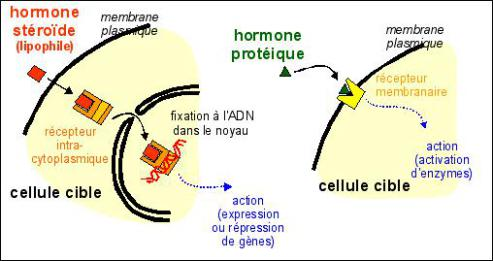 hormone
stéroïde
(lipophile)
membrane
plasmique
récepteur
intra-
cytoplasmique
fixation à l'ADN
dans le noyau
cellule cible
action
(expression
ou répression
de gènes)
hormone
protéique
membrane
plasmique
récepteur
membranaire
action
(activation
d'enzymes)
cellule cible